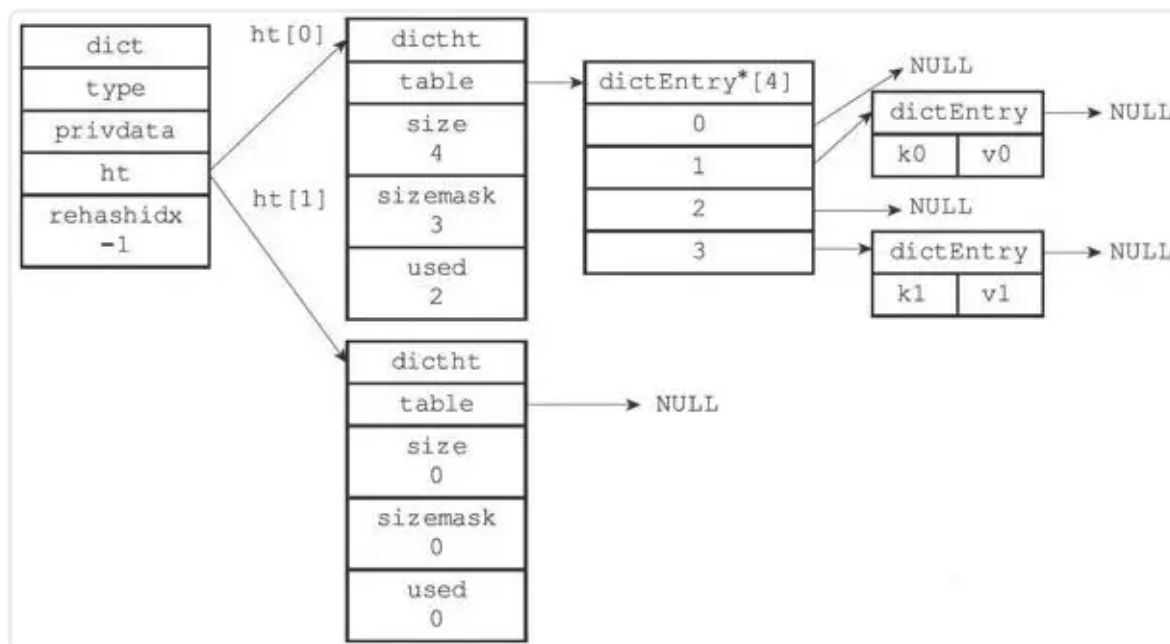 dict
type
privdata
ht
rehashidx
-1
ht[0]
ht[1]
dictht
table
size
4
sizemask
3
used
2
dictEntry*[4]
0
1
2
3
NULL
dictEntry
k0 v0
NULL
NULL
dictEntry
k1 v1
NULL
dictht
table
size
0
sizemask
0
used
0
NULL